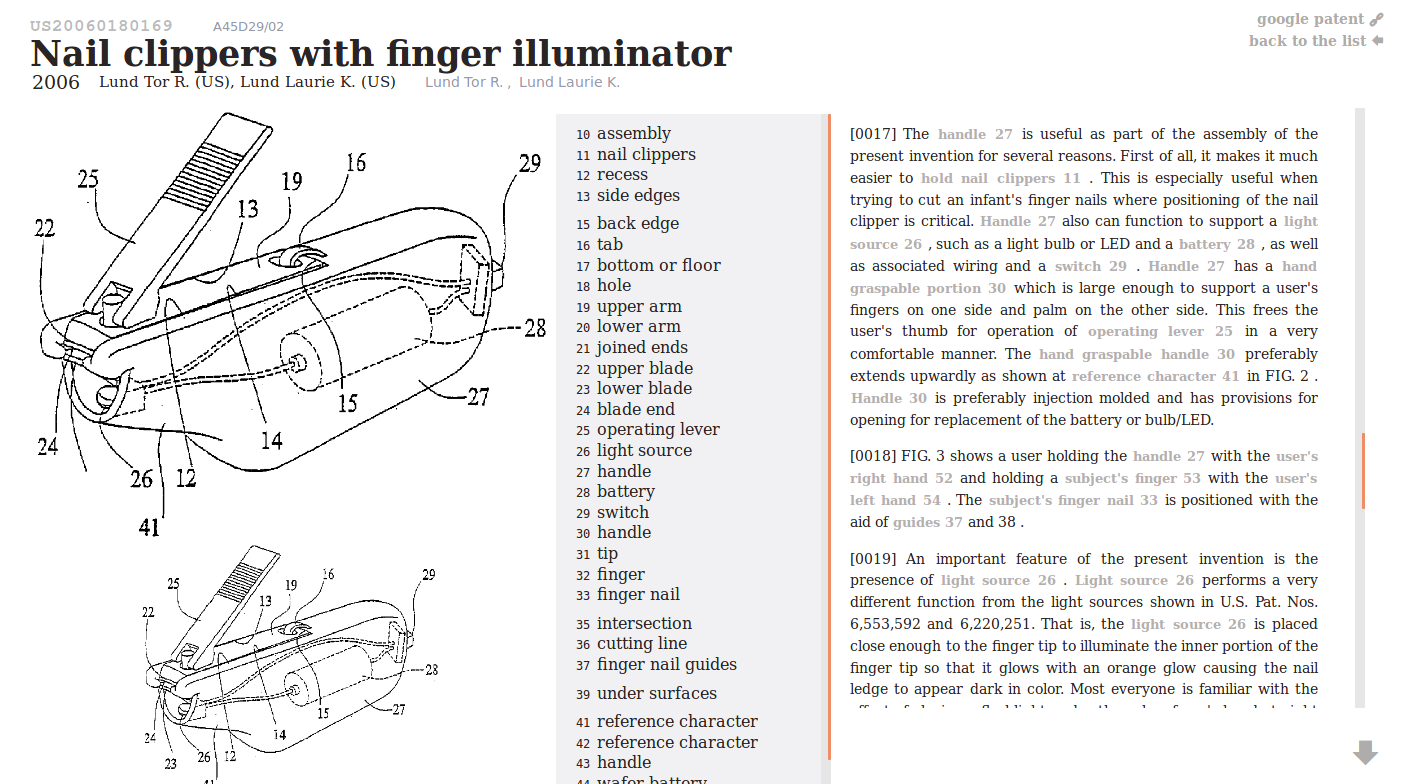 US20060180169 A45D29/02
google patent
back to the list
Nail clippers with finger illuminator
2006 Lund Tor R. (US), Lund Laurie K. (US) Lund Tor R. , Lund Laurie K.
25
22
13
19
16
29
28
27
15
14
12
26
24
41
25
22
13
19
16
29
28
27
15
14
12
26
24
23
10 assembly
11 nail clippers
12 recess
13 side edges
15 back edge
16 tab
17 bottom or floor
18 hole
19 upper arm
20 lower arm
21 joined ends
22 upper blade
23 lower blade
24 blade end
25 operating lever
26 light source
27 handle
28 battery
29 switch
30 handle
31 tip
32 finger
33 finger nail
35 intersection
36 cutting line
37 finger nail guides
39 under surfaces
41 reference character
42 reference character
43 handle
44 wafer battery
[0017] The handle 27 is useful as part of the assembly of the
present invention for several reasons. First of all, it makes it much
easier to hold nail clippers 11 . This is especially useful when
trying to cut an infant's finger nails where positioning of the nail
clipper is critical. Handle 27 also can function to support a light
source 26 , such as a light bulb or LED and a battery 28 , as well
as associated wiring and a switch 29 . Handle 27 has a hand
graspable portion 30 which is large enough to support a user's
fingers on one side and palm on the other side. This frees the
user's thumb for operation of operating lever 25 in a very
comfortable manner. The hand graspable handle 30 preferably
extends upwardly as shown at reference character 41 in FIG. 2 .
Handle 30 is preferably injection molded and has provisions for
opening for replacement of the battery or bulb/LED.
[0018] FIG. 3 shows a user holding the handle 27 with the user's
right hand 52 and holding a subject's finger 53 with the user's
left hand 54 . The subject's finger nail 33 is positioned with the
aid of guides 37 and 38 .
[0019] An important feature of the present invention is the
presence of light source 26 . Light source 26 performs a very
different function from the light sources shown in U.S. Pat. Nos.
6,553,592 and 6,220,251. That is, the light source 26 is placed
close enough to the finger tip to illuminate the inner portion of the
finger tip so that it glows with an orange glow causing the nail
ledge to appear dark in color. Most everyone is familiar with the